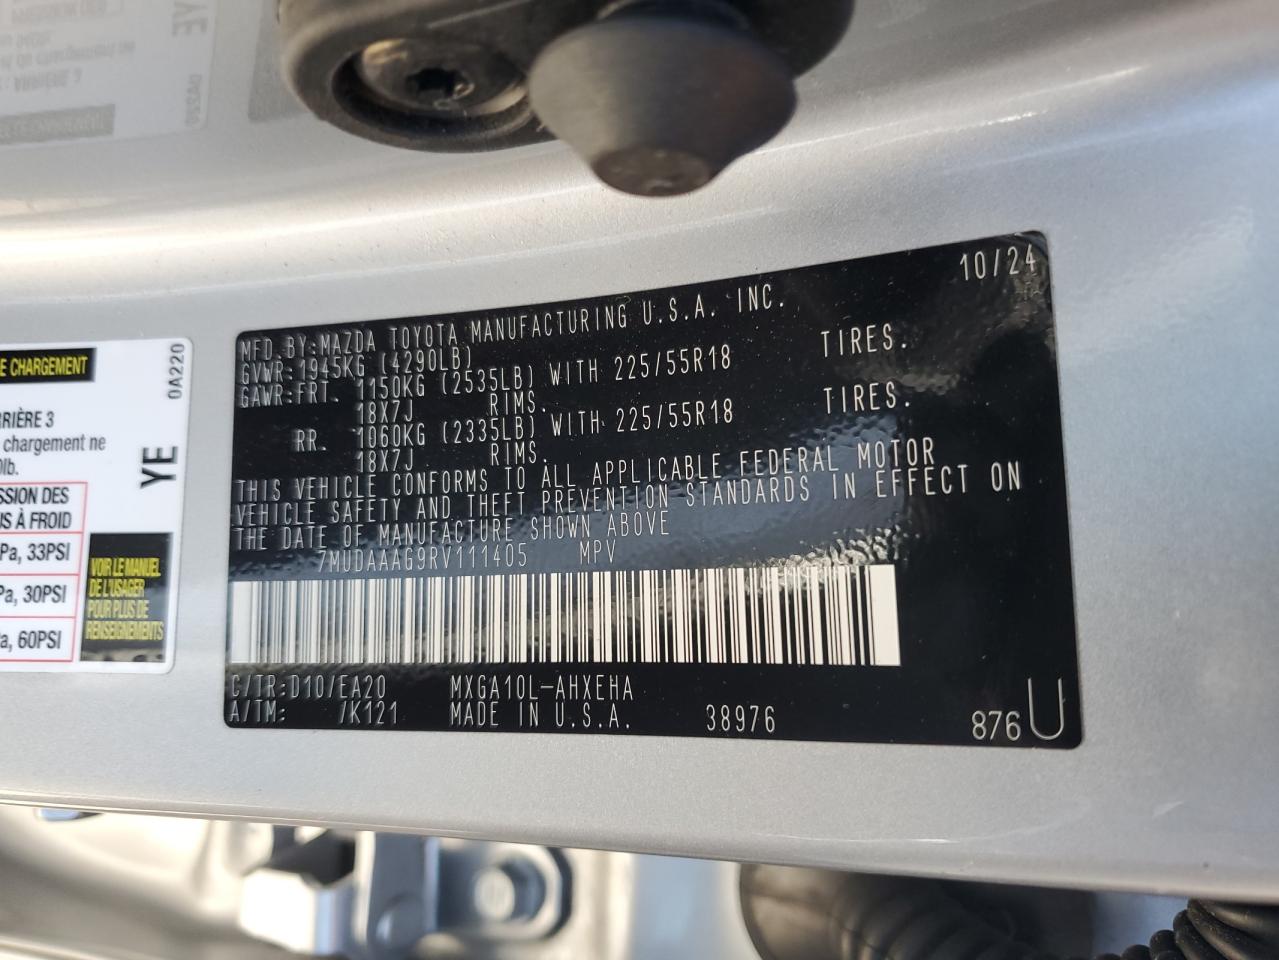 10/24
MFD.BY:MAZDA TOYOTA MANUFACTURING U.S.A. INC.
GVWR:1945KG (4290LB)
GAWR:FRT. 1150KG (2535LB) WITH 225/55R18 TIRES.
18X7J RIMS.
RR. 1060KG (2335LB) WITH 225/55R18 TIRES.
18X7J RIMS.
THIS VEHICLE CONFORMS TO ALL APPLICABLE FEDERAL MOTOR
VEHICLE SAFETY AND THEFT PREVENTION STANDARDS IN EFFECT ON
THE DATE OF MANUFACTURE SHOWN ABOVE
7MUDAAAG9RV111405 MPV
C/TR:D10/EA20 MXGA10L-AHXEHA
A/TM: /K121 MADE IN U.S.A. 38976 876 U
E CHARGEMENT
0A220
RRIÈRE 3
chargement ne
0lb.
YE
SSION DES
S À FROID
Pa, 33PSI
Pa, 30PSI
a, 60PSI
VOIR LE MANUEL
DE L'USAGER
POUR PLUS DE
RENSEIGNEMENTS